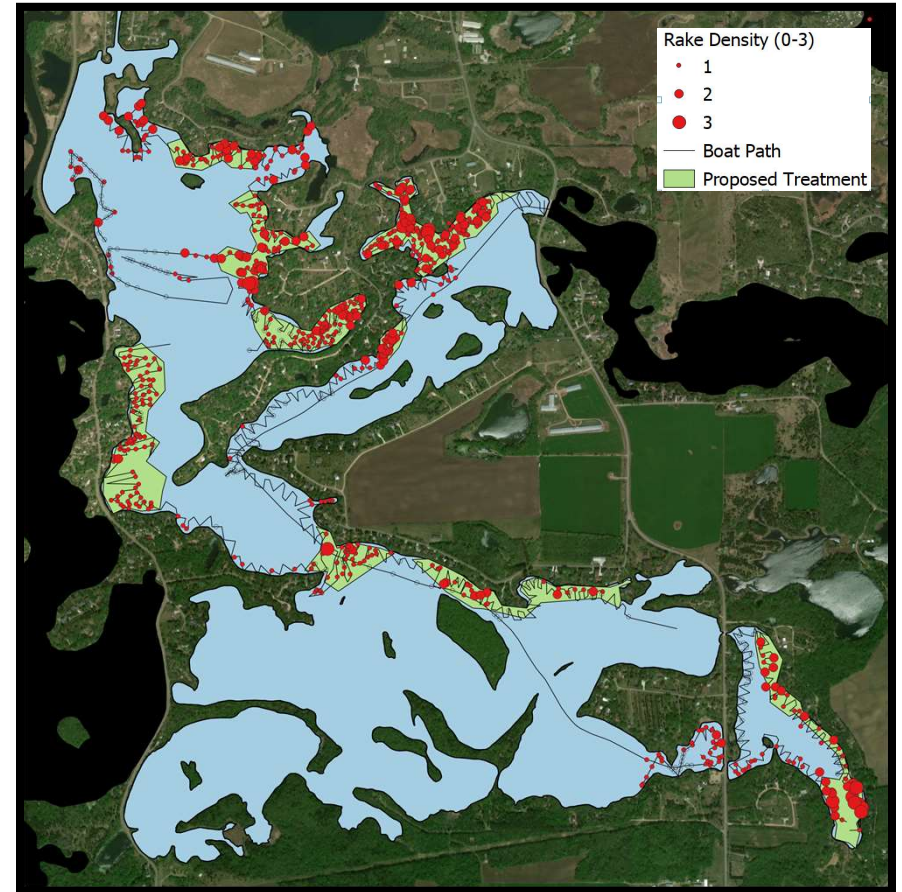 Rake Density (0-3)
1
2
3
Boat Path
Proposed Treatment